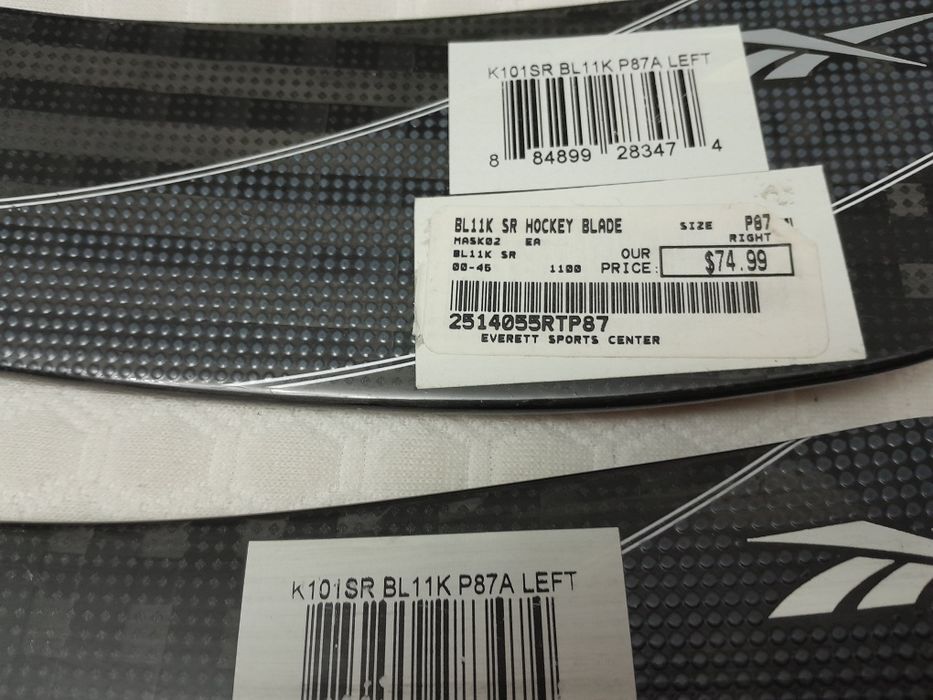 K101SR BL11K P87A LEFT
8 84899 28347 4
BL11K SR HOCKEY BLADE SIZE P87
MASK02 EA RIGHT
BL11K SR OUR
00-45 1100 PRICE: $74.99
2514055RTP87
EVERETT SPORTS CENTER
K101SR BL11K P87A LEFT